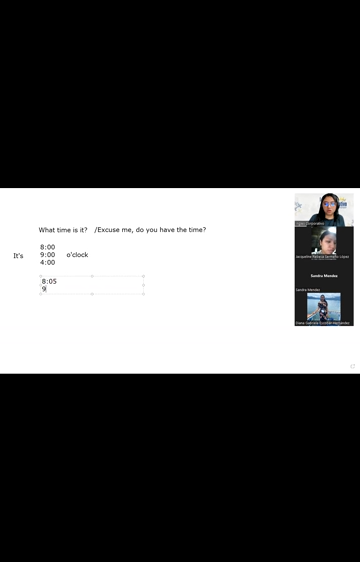 What time is it? /Excuse me, do you have the time?
8:00
It's 9:00 o'clock
4:00
8:05
9
Sandra Mendez
Sandra Mendez